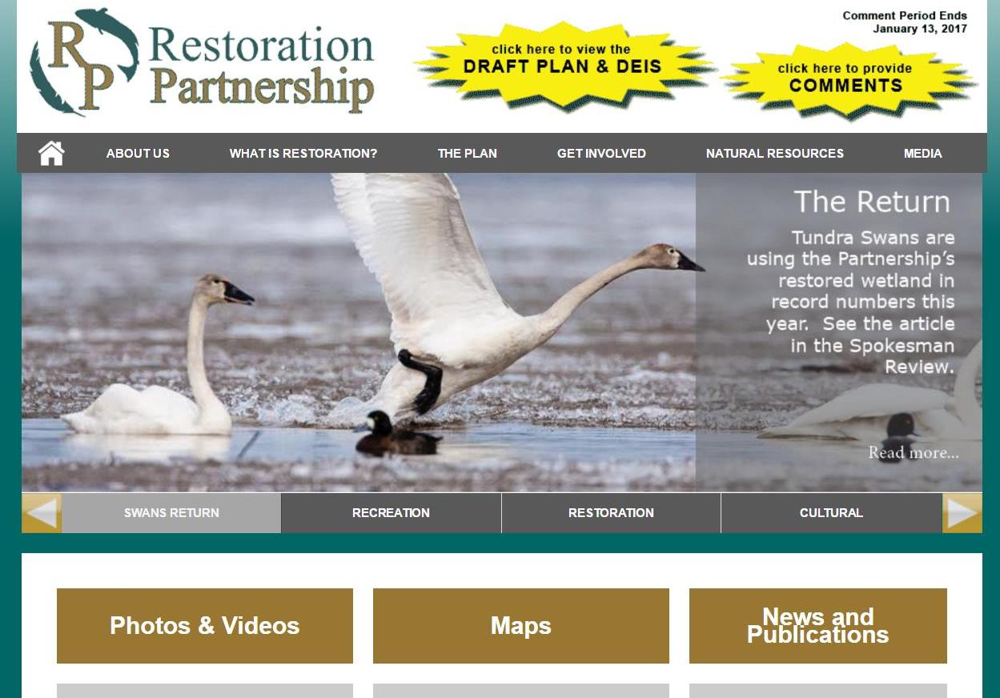 RP
Restoration
Partnership
click here to view the
DRAFT PLAN & DEIS
Comment Period Ends
January 13, 2017
click here to provide
COMMENTS
ABOUT US
WHAT IS RESTORATION?
THE PLAN
GET INVOLVED
NATURAL RESOURCES
MEDIA
The Return
Tundra Swans are
using the Partnership's
restored wetland in
record numbers this
year. See the article
in the Spokesman
Review.
Read more...
SWANS RETURN
RECREATION
RESTORATION
CULTURAL
Photos & Videos
Maps
News and
Publications